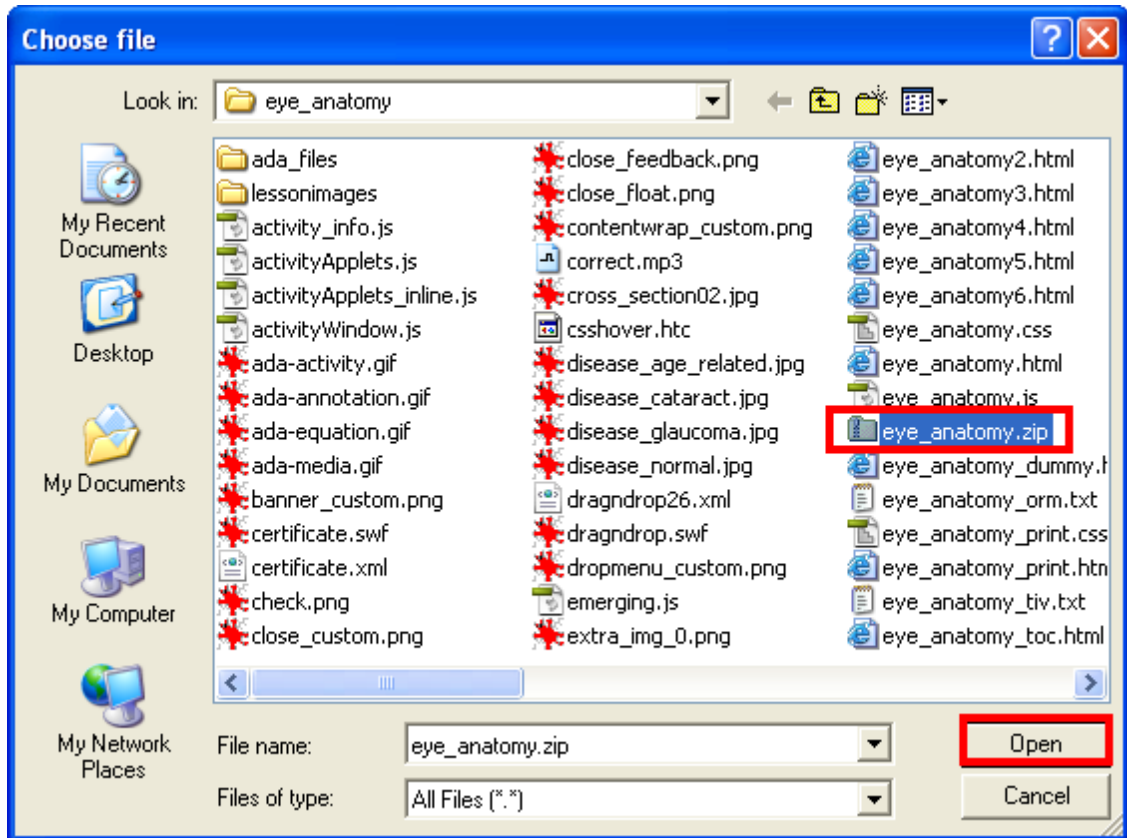 Choose file
Look in: eye_anatomy
My Recent
Documents
Desktop
My Documents
My Computer
My Network
Places
ada_files
lessonimages
activity_info.js
activityApplets.js
activityApplets_inline.js
activityWindow.js
ada-activity.gif
ada-annotation.gif
ada-equation.gif
ada-media.gif
banner_custom.png
certificate.swf
certificate.xml
check.png
close_custom.png
close_feedback.png
close_float.png
contentwrap_custom.png
correct.mp3
cross_section02.jpg
csshover.htc
disease_age_related.jpg
disease_cataract.jpg
disease_glaucoma.jpg
disease_normal.jpg
dragndrop26.xml
dragndrop.swf
dropmenu_custom.png
emerging.js
extra_img_0.png
eye_anatomy2.html
eye_anatomy3.html
eye_anatomy4.html
eye_anatomy5.html
eye_anatomy6.html
eye_anatomy.css
eye_anatomy.html
eye_anatomy.js
eye_anatomy.zip
eye_anatomy_dummy.h
eye_anatomy_orm.txt
eye_anatomy_print.css
eye_anatomy_print.htm
eye_anatomy_tiv.txt
eye_anatomy_toc.html
File name: eye_anatomy.zip
Open
Files of type: All Files (*.*)
Cancel